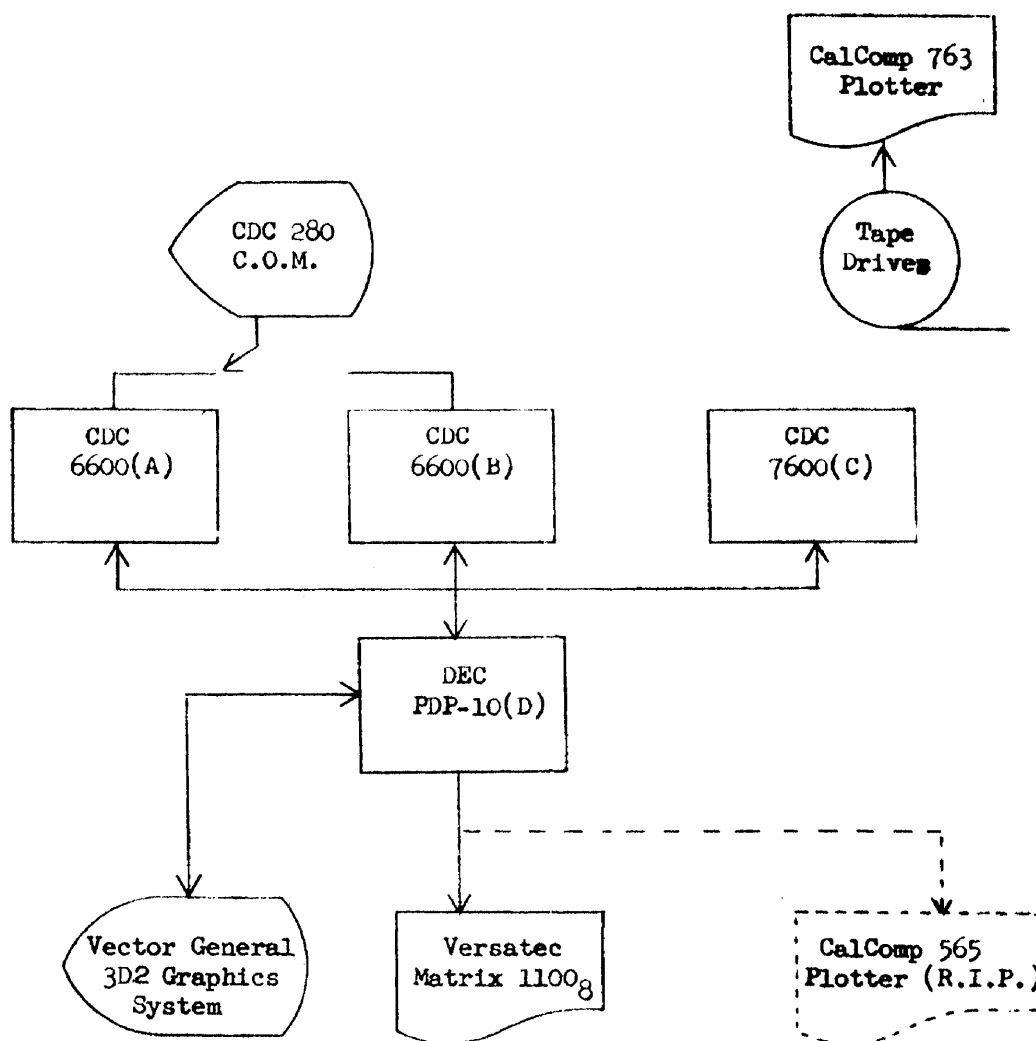 CalComp 763
Plotter
Tape
Drives
CDC 280
C.O.M.
CDC
6600(A)
CDC
6600(B)
CDC
7600(C)
DEC
PDP-10(D)
Vector General
3D2 Graphics
System
Versatec
Matrix 1100₈
CalComp 565
Plotter (R.I.P.)